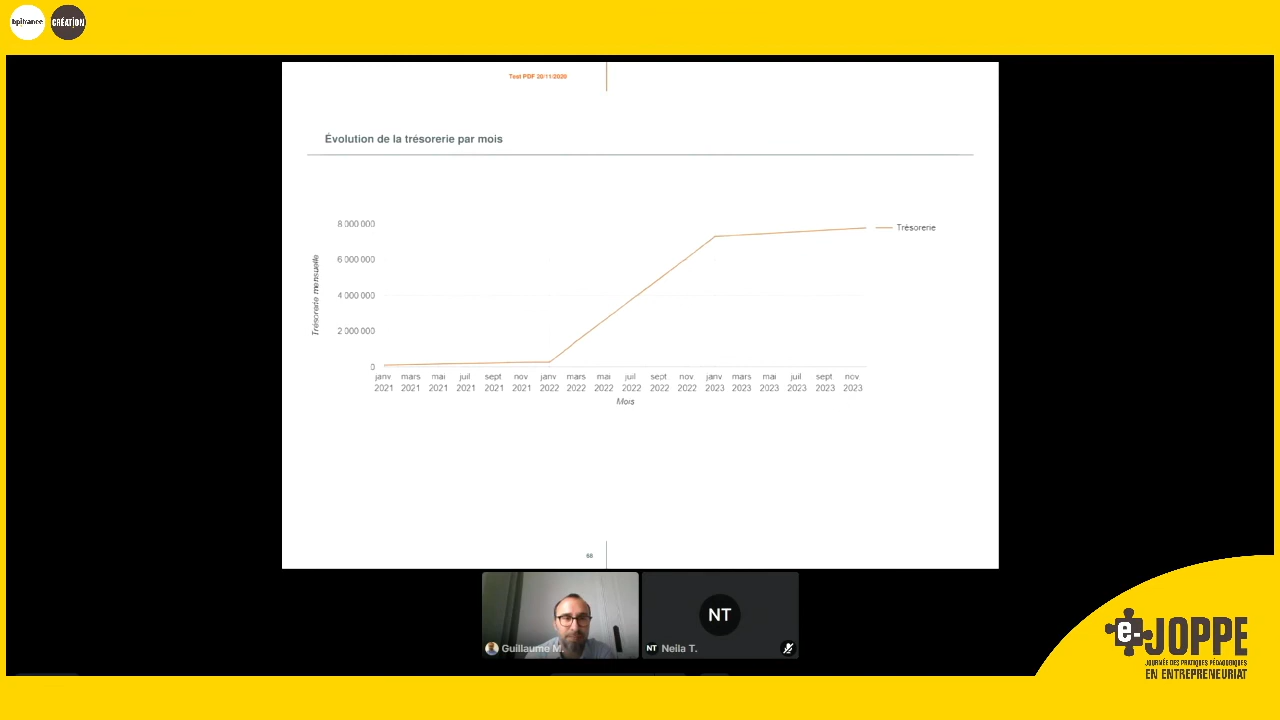 bpifrance
CRÉATION
Test PDF 20/11/2020
Évolution de la trésorerie par mois
8 000 000
6 000 000
4 000 000
2 000 000
0
Trésorerie mensuelle
Trésorerie
janv mars mai juil sept nov janv mars mai juil sept nov janv mars mai juil sept nov
2021 2021 2021 2021 2021 2021 2022 2022 2022 2022 2022 2022 2023 2023 2023 2023 2023 2023
Mois
68
Guillaume M.
NT
NT Neila T.
e-JOPPE
JOURNÉE DES PRATIQUES PÉDAGOGIQUES
EN ENTREPRENEURIAT